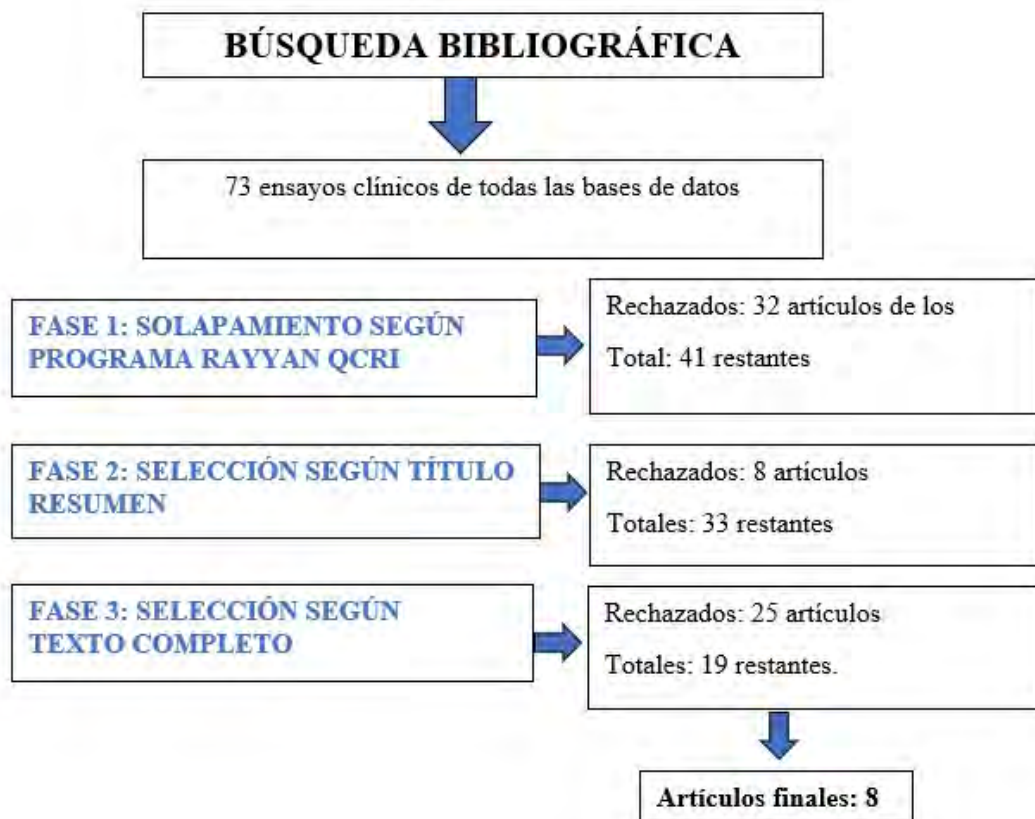 BÚSQUEDA BIBLIOGRÁFICA
73 ensayos clínicos de todas las bases de datos
FASE 1: SOLAPAMIENTO SEGÚN
PROGRAMA RAYYAN QCRI
Rechazados: 32 artículos de los
Total: 41 restantes
FASE 2: SELECCIÓN SEGÚN TÍTULO
RESUMEN
Rechazados: 8 artículos
Totales: 33 restantes
FASE 3: SELECCIÓN SEGÚN
TEXTO COMPLETO
Rechazados: 25 artículos
Totales: 19 restantes.
Artículos finales: 8